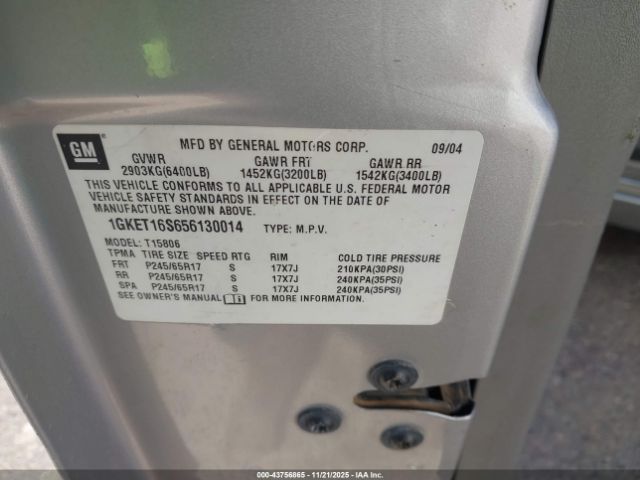 GM MFD BY GENERAL MOTORS CORP. 09/04
GVWR GAWR FRT GAWR RR
2903KG(6400LB) 1452KG(3200LB) 1542KG(3400LB)
THIS VEHICLE CONFORMS TO ALL APPLICABLE U.S. FEDERAL MOTOR
VEHICLE SAFETY STANDARDS IN EFFECT ON THE DATE OF
MANUFACTURE SHOWN ABOVE.
1GKET16S656130014 TYPE: M.P.V.
MODEL: T15806
TPMA TIRE SIZE SPEED RTG RIM COLD TIRE PRESSURE
FRT P245/65R17 S 17X7J 210KPA(30PSI)
RR P245/65R17 S 17X7J 240KPA(35PSI)
SPA P245/65R17 S 17X7J 240KPA(35PSI)
SEE OWNER'S MANUAL FOR MORE INFORMATION.
000-43756865 - 11/21/2025 - IAA Inc.